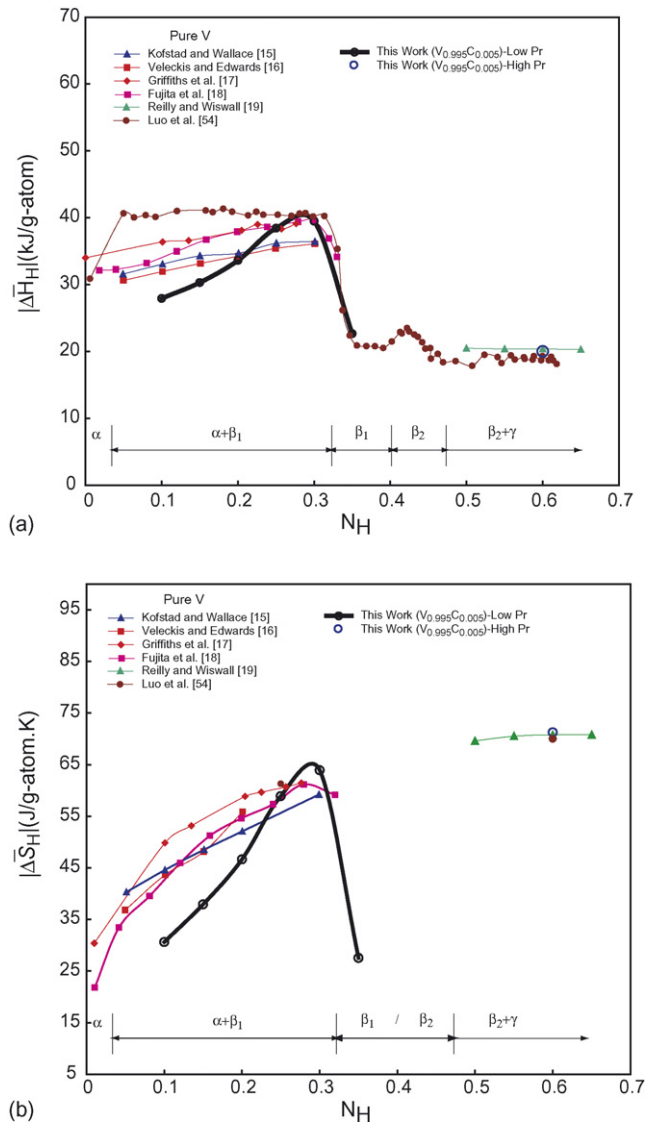 70
60
50
40
30
20
10
0
|ΔH̄_H|(kJ/g-atom)
Pure V
Kofstad and Wallace [15]
Veleckis and Edwards [16]
Griffiths et al. [17]
Fujita et al. [18]
Reilly and Wiswall [19]
Luo et al. [54]
This Work (V0.995C0.005)-Low Pr
This Work (V0.995C0.005)-High Pr
α α+β1 β1 β2 β2+γ
0 0.1 0.2 0.3 0.4 0.5 0.6 0.7
(a) N_H
95
85
75
65
55
45
35
25
15
5
|ΔS̄_H|(J/g-atom.K)
Pure V
Kofstad and Wallace [15]
Veleckis and Edwards [16]
Griffiths et al. [17]
Fujita et al. [18]
Reilly and Wiswall [19]
Luo et al. [54]
This Work (V0.995C0.005)-Low Pr
This Work (V0.995C0.005)-High Pr
α α+β1 β1 / β2 β2+γ
0 0.1 0.2 0.3 0.4 0.5 0.6 0.7
(b) N_H